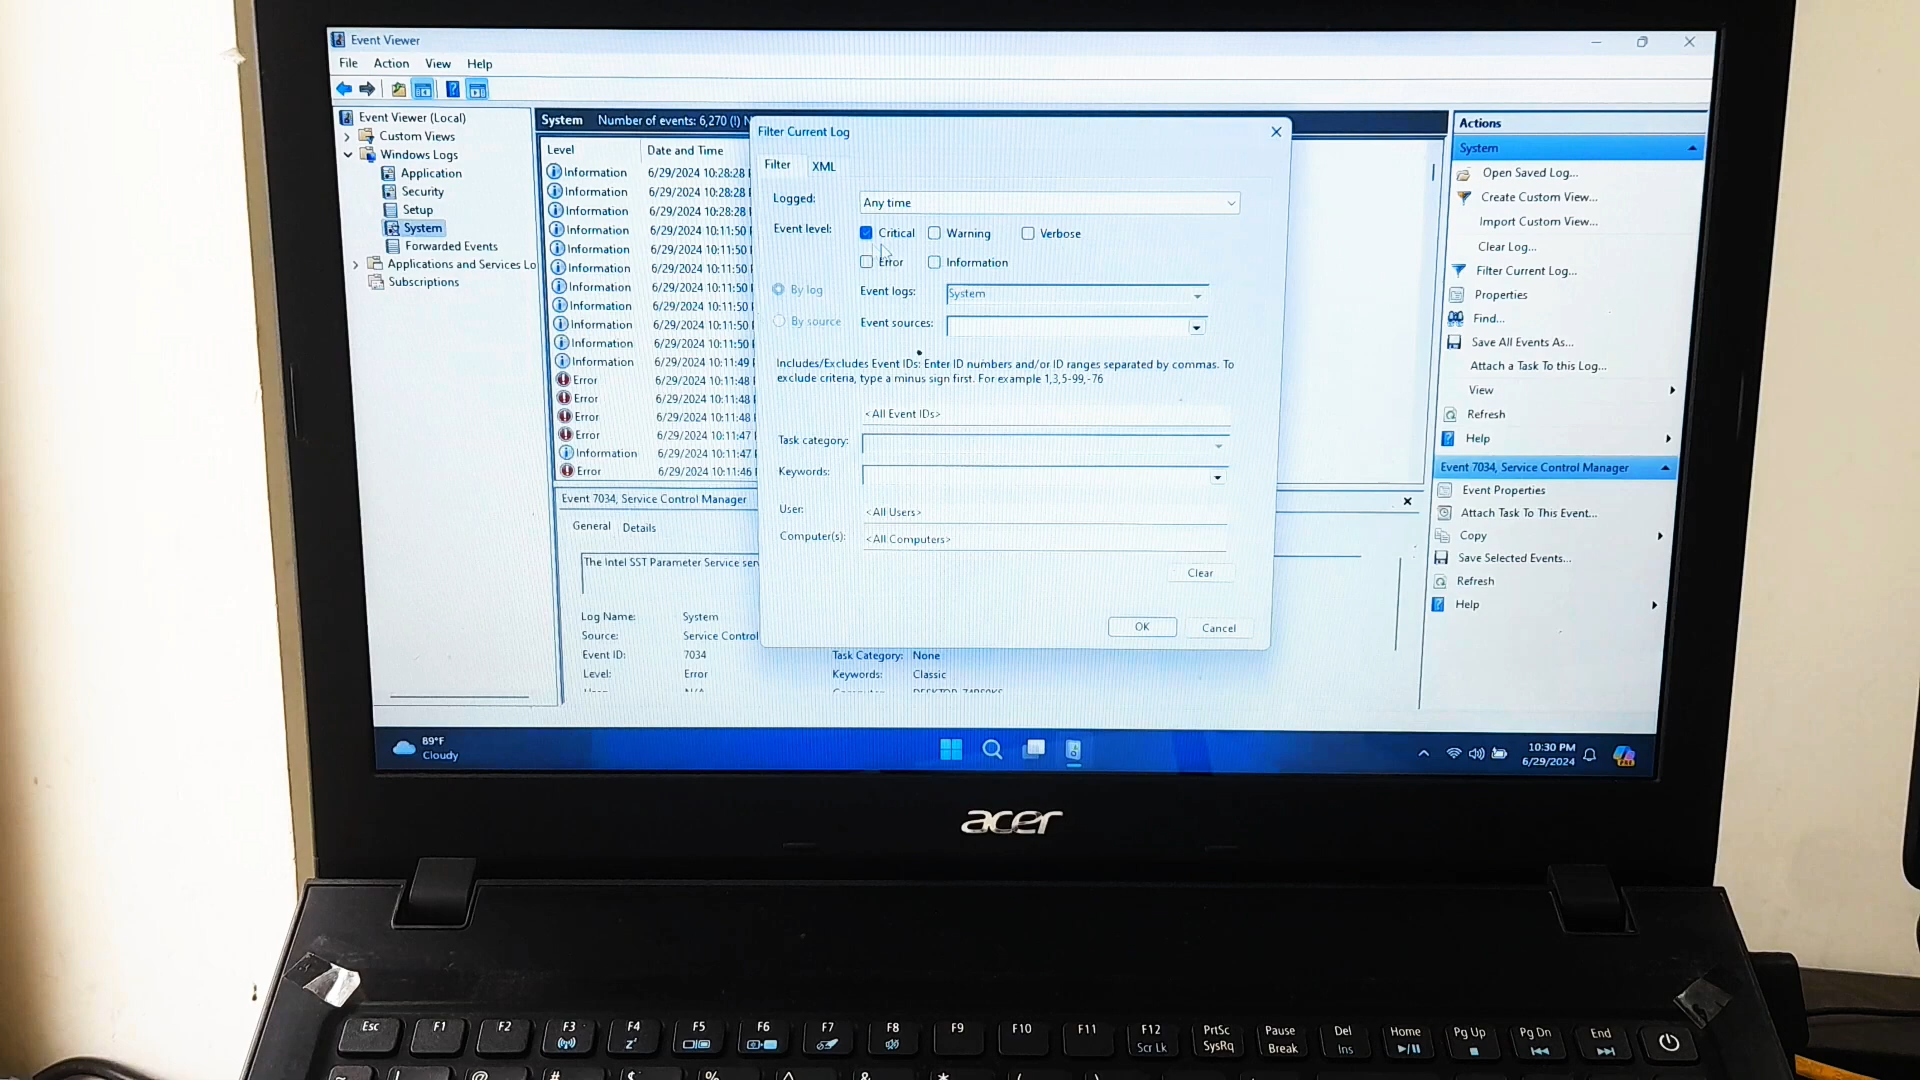 Event Viewer
File Action View Help
Event Viewer (Local)
Custom Views
Windows Logs
Application
Security
Setup
System
Forwarded Events
Applications and Services Lo
Subscriptions
System Number of events: 6,270 (!) N
Level Date and Time
Information 6/29/2024 10:28:28
Information 6/29/2024 10:28:28
Information 6/29/2024 10:28:28
Information 6/29/2024 10:11:50
Information 6/29/2024 10:11:50
Information 6/29/2024 10:11:50
Information 6/29/2024 10:11:50
Information 6/29/2024 10:11:50
Information 6/29/2024 10:11:50
Information 6/29/2024 10:11:50
Information 6/29/2024 10:11:49
Error 6/29/2024 10:11:48
Error 6/29/2024 10:11:48
Error 6/29/2024 10:11:48
Error 6/29/2024 10:11:47
Information 6/29/2024 10:11:47
Error 6/29/2024 10:11:46
Event 7034, Service Control Manager
General Details
The Intel SST Parameter Service ser
Log Name: System
Source: Service Control
Event ID: 7034 Task Category: None
Level: Error Keywords: Classic
Filter Current Log
Filter XML
Logged: Any time
Event level: Critical Warning Verbose
Error Information
By log Event logs: System
By source Event sources:
Includes/Excludes Event IDs: Enter ID numbers and/or ID ranges separated by commas. To
exclude criteria, type a minus sign first. For example 1,3,5-99,-76
<All Event IDs>
Task category:
Keywords:
User: <All Users>
Computer(s): <All Computers>
Clear
OK Cancel
Actions
System
Open Saved Log...
Create Custom View...
Import Custom View...
Clear Log...
Filter Current Log...
Properties
Find...
Save All Events As...
Attach a Task To this Log...
View
Refresh
Help
Event 7034, Service Control Manager
Event Properties
Attach Task To This Event...
Copy
Save Selected Events...
Refresh
Help
89°F
Cloudy
10:30 PM
6/29/2024
acer
Esc F1 F2 F3 F4 F5 F6 F7 F8 F9 F10 F11 F12 PrtSc Pause Del Home Pg Up Pg Dn End
Scr Lk SysRq Break Ins